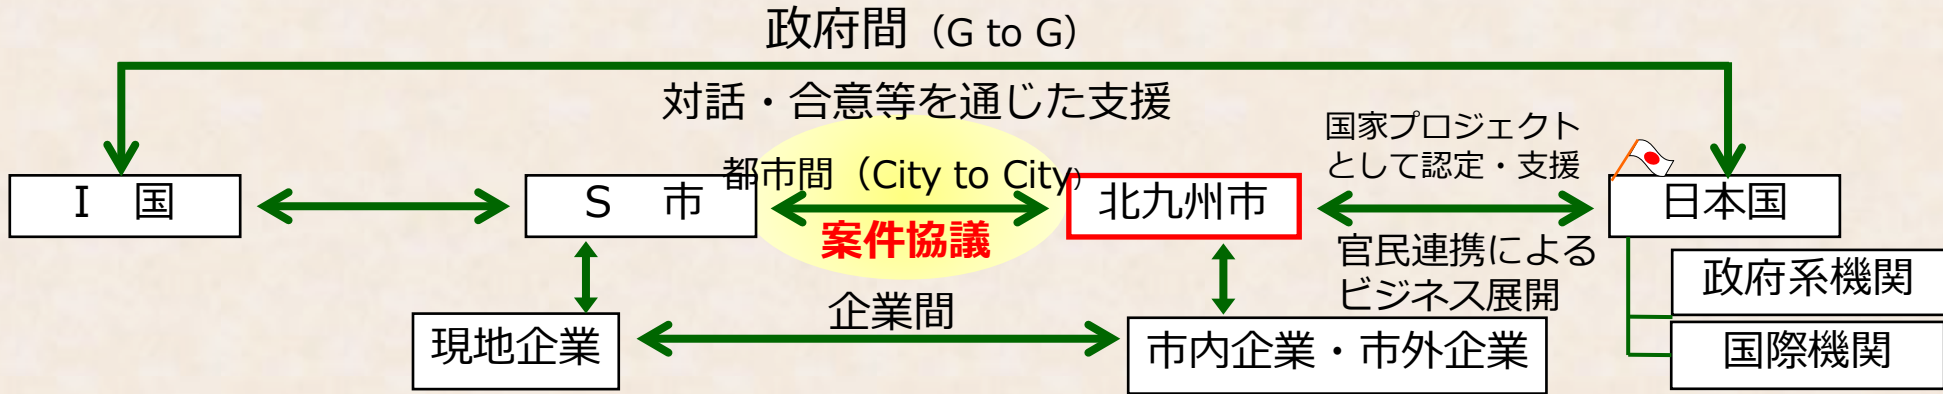 政府間（G to G）
対話・合意等を通じた支援
国家プロジェクト
として認定・支援
都市間（City to City）
I　国
S　市
北九州市
日本国
案件協議
官民連携による
ビジネス展開
政府系機関
企業間
現地企業
市内企業・市外企業
国際機関